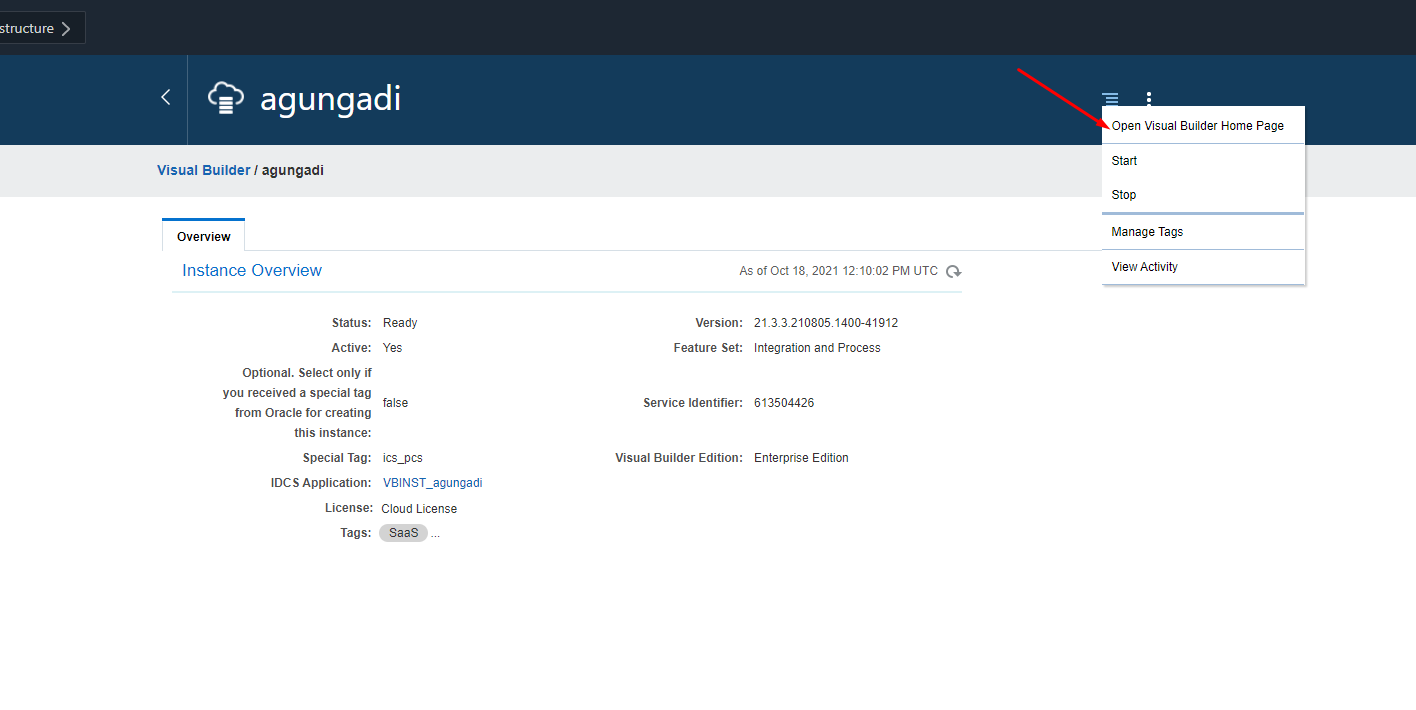 structure
agungadi
Open Visual Builder Home Page
Start
Stop
Manage Tags
View Activity
Visual Builder / agungadi
Overview
Instance Overview
As of Oct 18, 2021 12:10:02 PM UTC
Status: Ready
Active: Yes
Optional. Select only if
you received a special tag
from Oracle for creating
this instance:
false
Special Tag: ics_pcs
IDCS Application: VBINST_agungadi
License: Cloud License
Tags: SaaS ...
Version: 21.3.3.210805.1400-41912
Feature Set: Integration and Process
Service Identifier: 613504426
Visual Builder Edition: Enterprise Edition